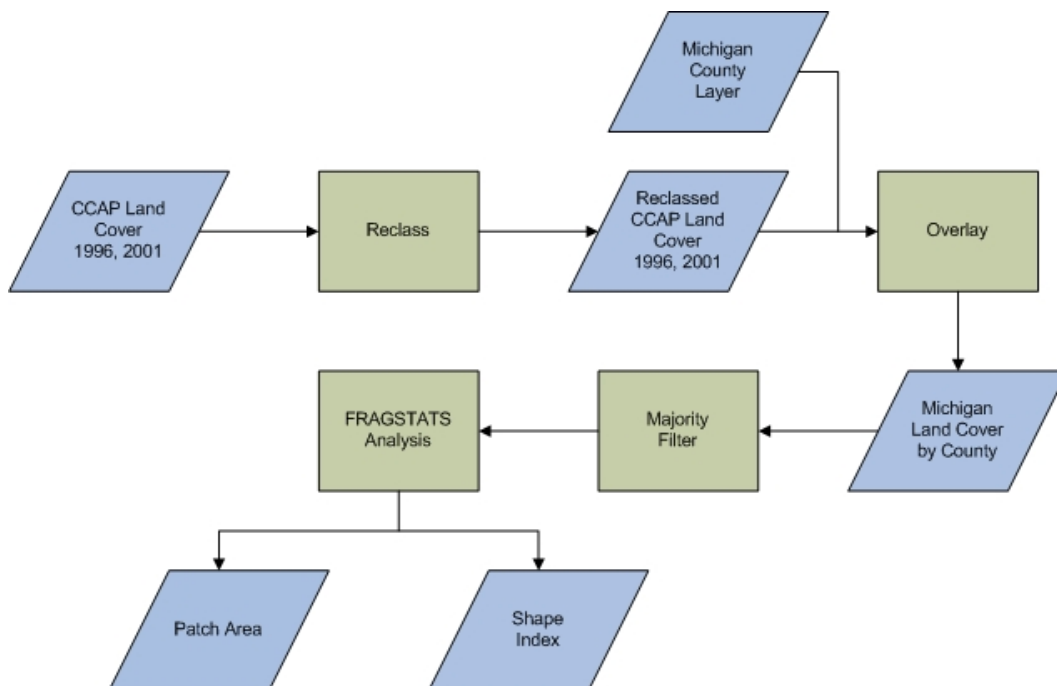 Michigan
County
Layer
CCAP Land
Cover
1996, 2001
Reclass
Reclassed
CCAP Land
Cover
1996, 2001
Overlay
FRAGSTATS
Analysis
Majority
Filter
Michigan
Land Cover
by County
Patch Area
Shape
Index